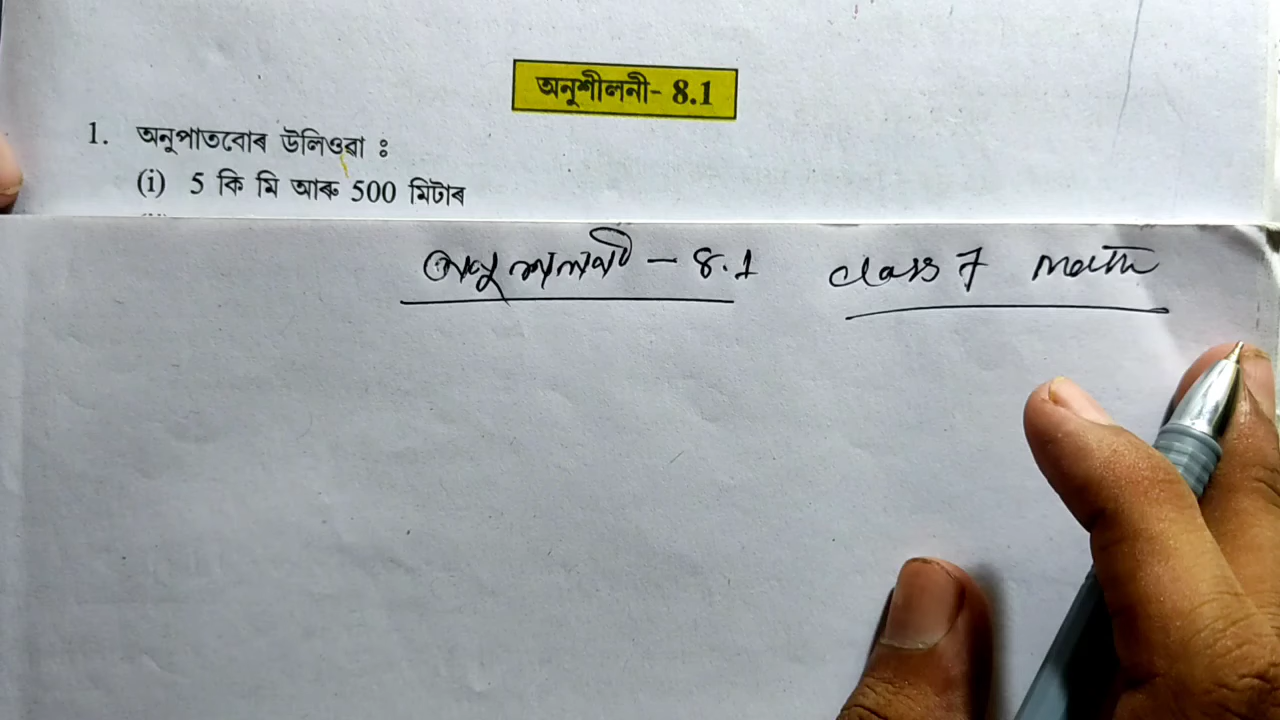 অনুশীলনী- 8.1
1. অনুপাতবোৰ উলিওৱা :
(i) 5 কি মি আৰু 500 মিটাৰ
অনুশীলনী - 8.1 class 7 Math